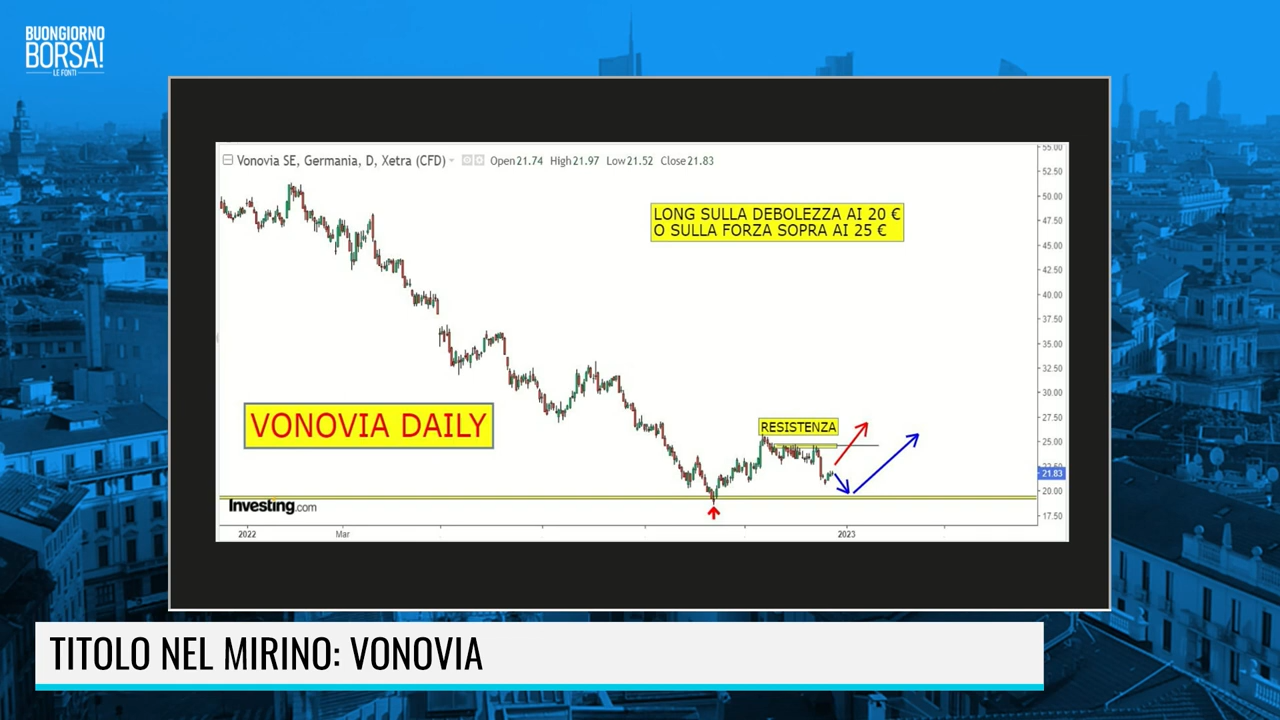 BUONGIORNO
BORSA!
LE FONTI
Vonovia SE, Germania, D, Xetra (CFD) Open 21.74 High 21.97 Low 21.52 Close 21.83
LONG SULLA DEBOLEZZA AI 20 €
O SULLA FORZA SOPRA AI 25 €
VONOVIA DAILY
RESISTENZA
55.00
52.50
50.00
47.50
45.00
42.50
40.00
37.50
35.00
32.50
30.00
27.50
25.00
22.50
21.83
20.00
17.50
Investing.com
2022 Mar 2023
TITOLO NEL MIRINO: VONOVIA